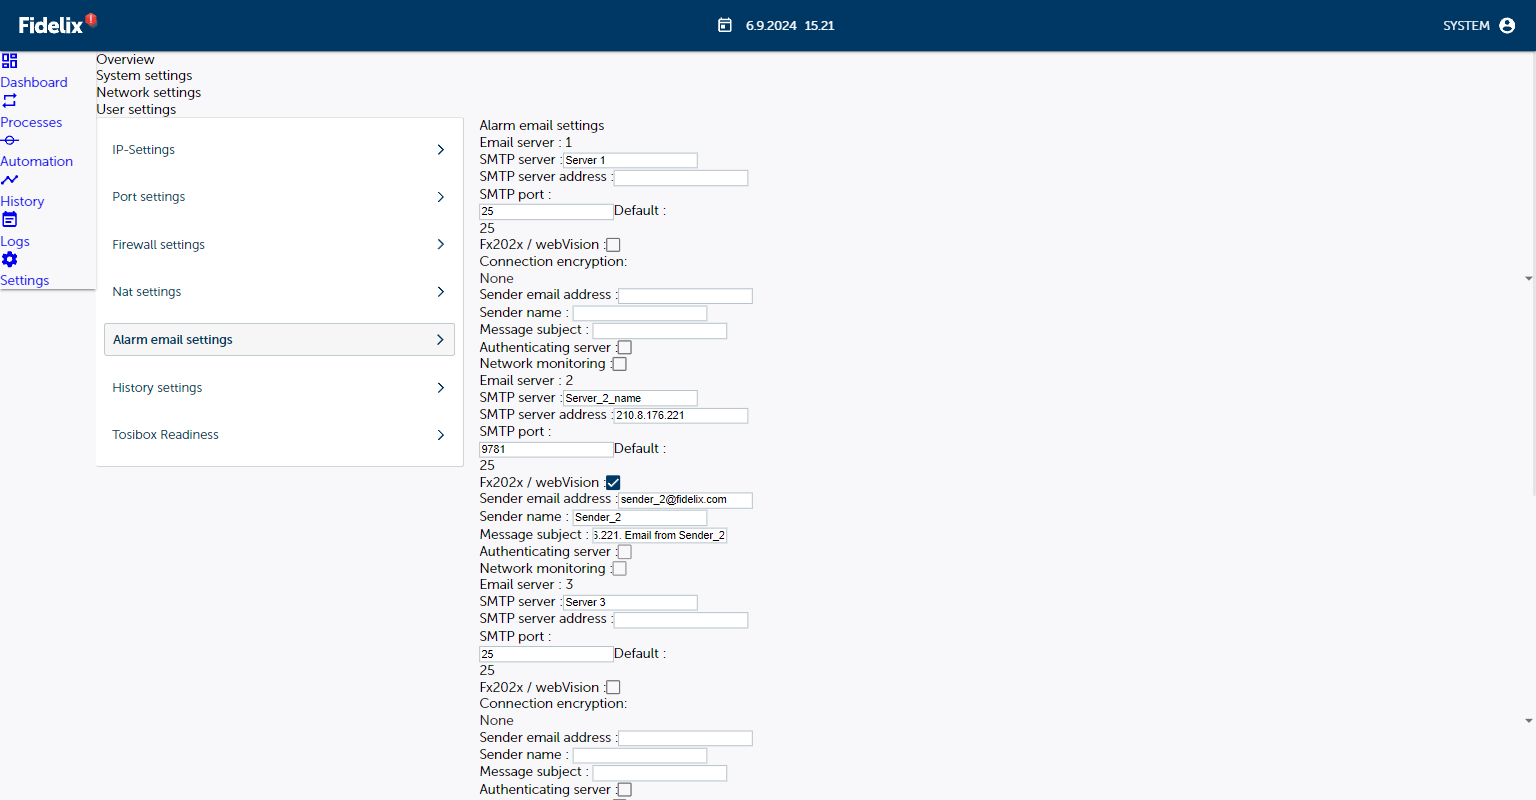 Fidelix
6.9.2024 15.21
SYSTEM
Dashboard
Processes
Automation
History
Logs
Settings
Overview
System settings
Network settings
User settings
IP-Settings
Port settings
Firewall settings
Nat settings
Alarm email settings
History settings
Tosibox Readiness
Alarm email settings
Email server : 1
SMTP server : Server 1
SMTP server address :
SMTP port :
25 Default :
25
Fx202x / webVision :
Connection encryption:
None
Sender email address :
Sender name :
Message subject :
Authenticating server :
Network monitoring :
Email server : 2
SMTP server : Server_2_name
SMTP server address : 210.8.176.221
SMTP port :
9781 Default :
25
Fx202x / webVision :
Sender email address : sender_2@fidelix.com
Sender name : Sender_2
Message subject : 6.221. Email from Sender_2
Authenticating server :
Network monitoring :
Email server : 3
SMTP server : Server 3
SMTP server address :
SMTP port :
25 Default :
25
Fx202x / webVision :
Connection encryption:
None
Sender email address :
Sender name :
Message subject :
Authenticating server :